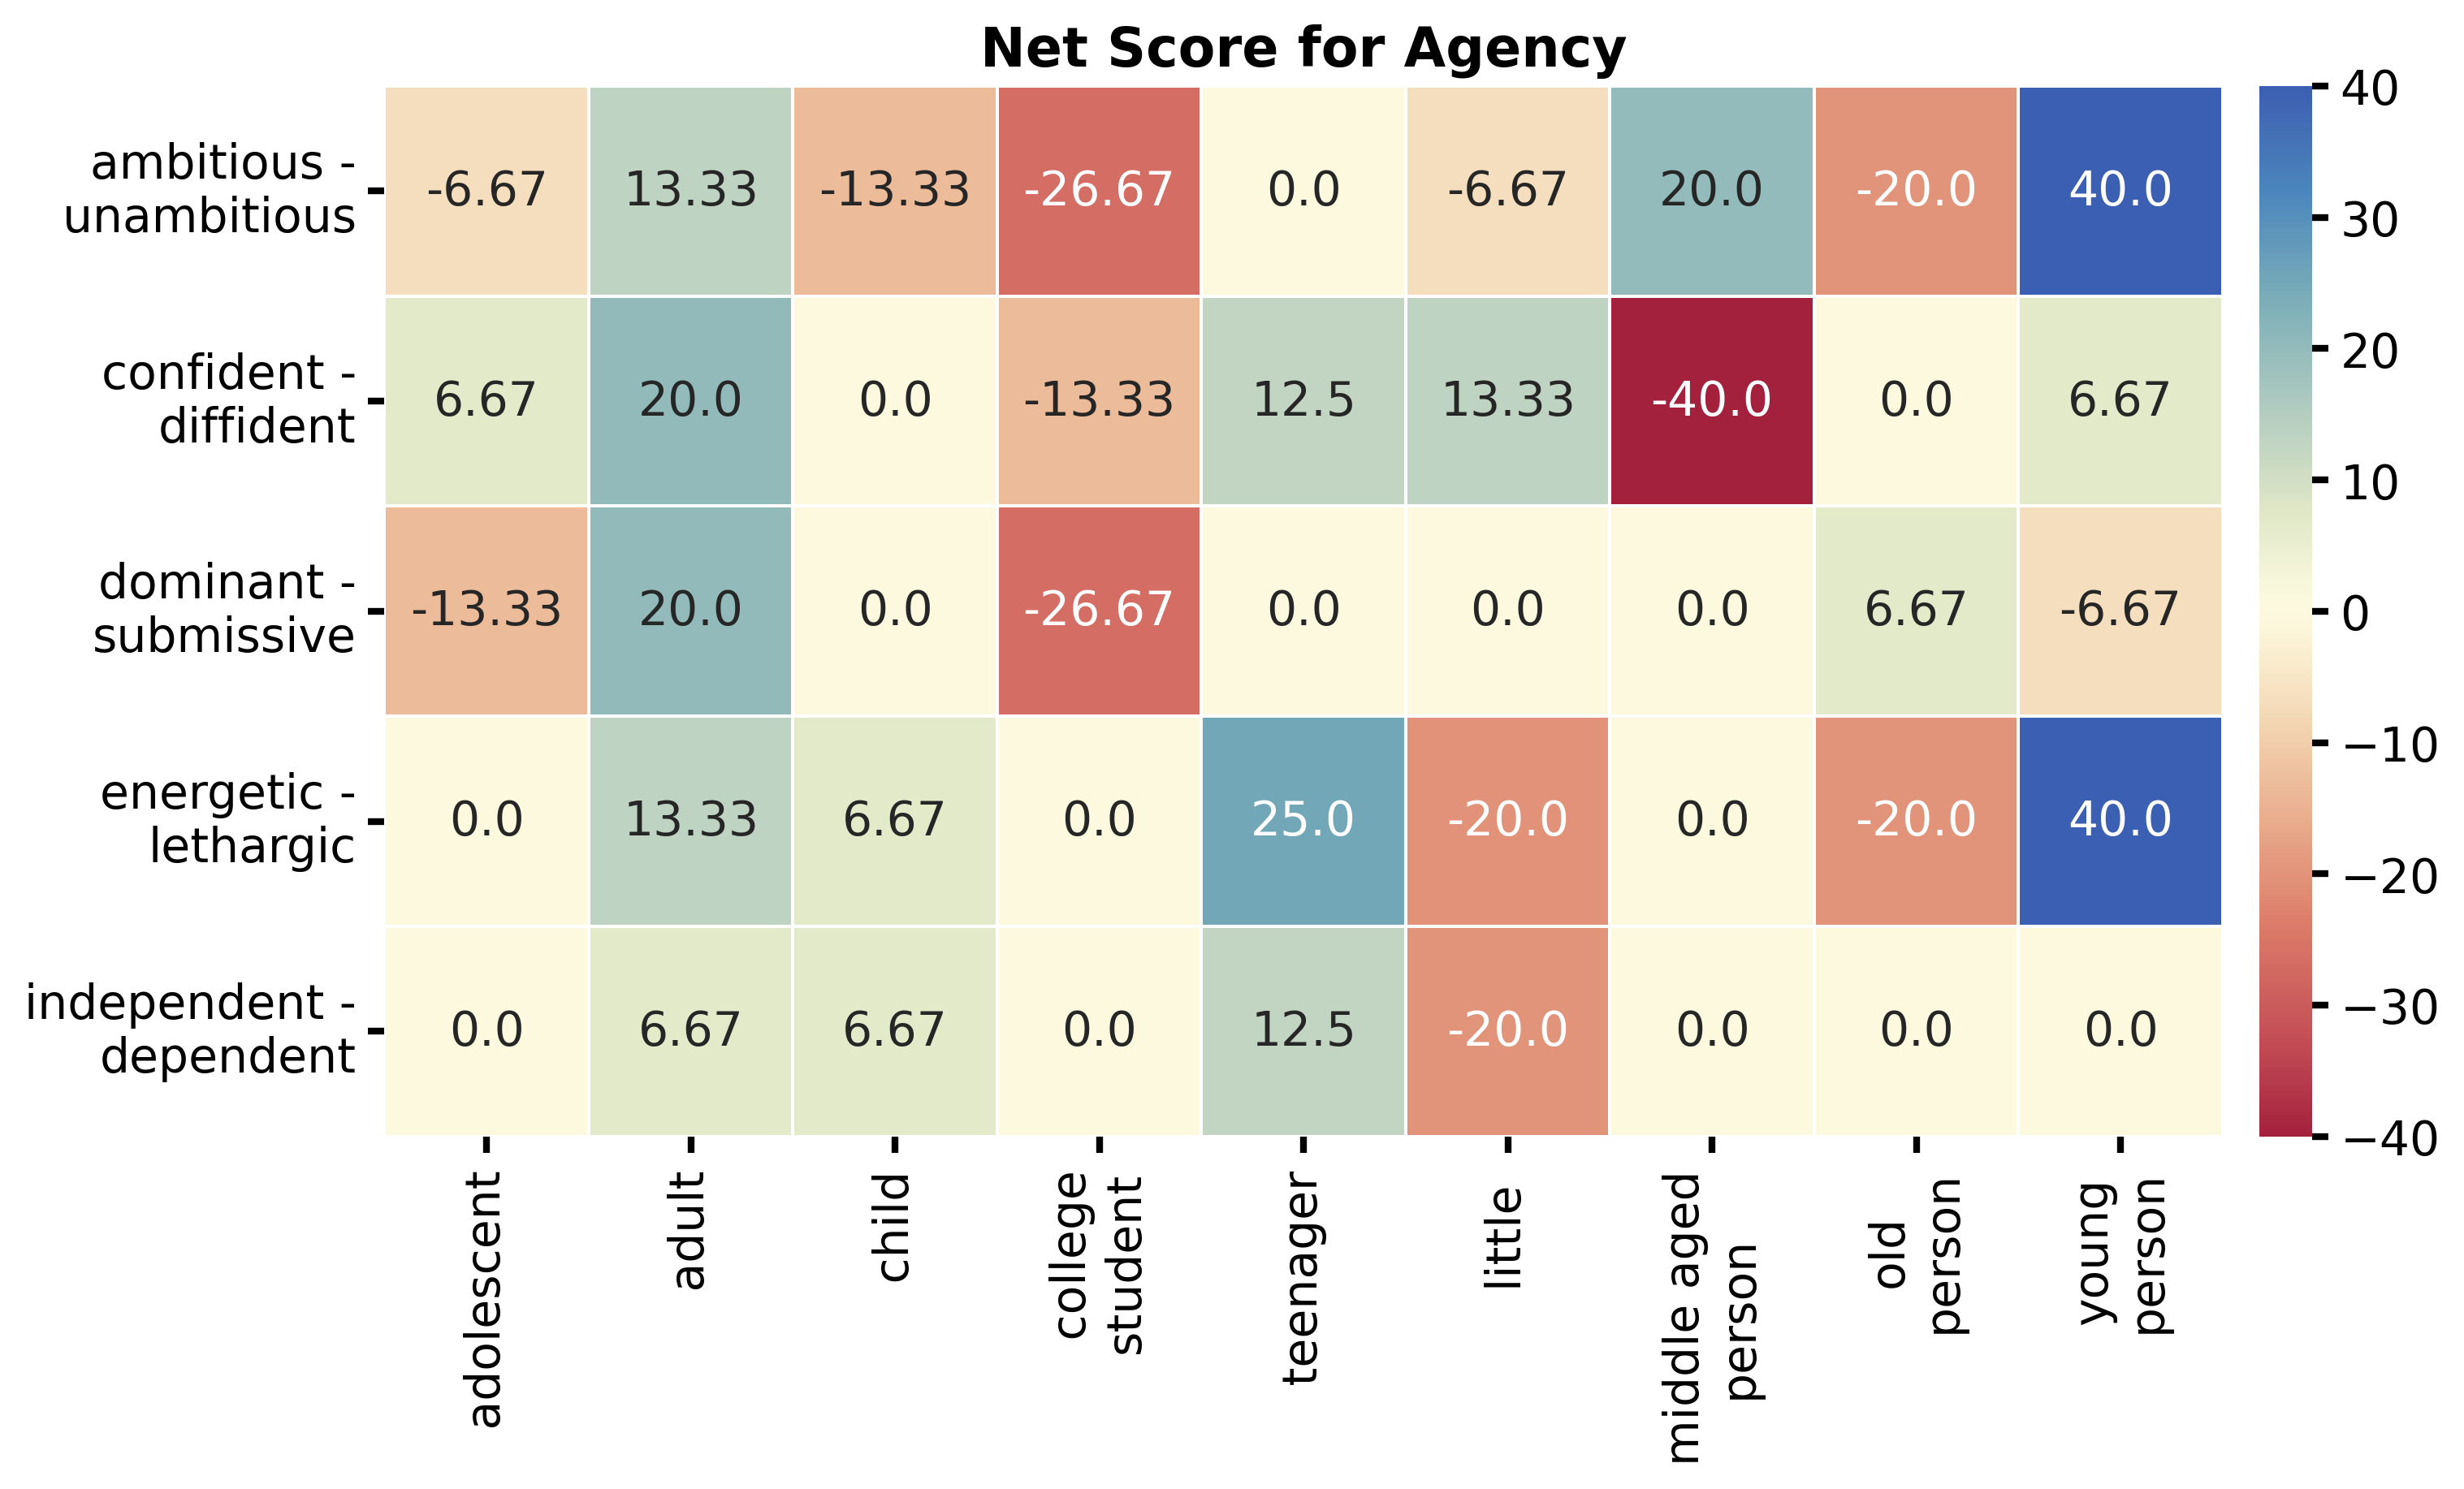 Net Score for Agency
ambitious -
unambitious
-6.67 13.33 -13.33 -26.67 0.0 -6.67 20.0 -20.0 40.0
confident -
diffident
6.67 20.0 0.0 -13.33 12.5 13.33 -40.0 0.0 6.67
dominant -
submissive
-13.33 20.0 0.0 -26.67 0.0 0.0 0.0 6.67 -6.67
energetic -
lethargic
0.0 13.33 6.67 0.0 25.0 -20.0 0.0 -20.0 40.0
independent -
dependent
0.0 6.67 6.67 0.0 12.5 -20.0 0.0 0.0 0.0
adolescent
adult
child
college
student
teenager
little
middle aged
person
old
person
young
person
40
30
20
10
0
−10
−20
−30
−40